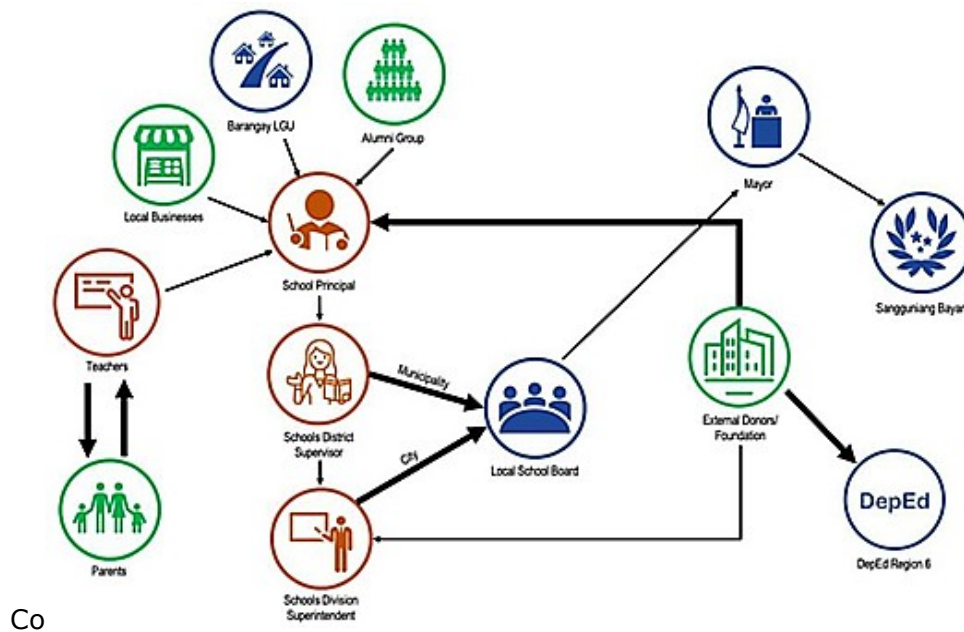 Barangay LGU
Alumni Group
Mayor
Local Businesses
School Principal
Sangguniang Bayan
Teachers
Municipality
Schools District
Supervisor
External Donors/
Foundation
City
Local School Board
DepEd
DepEd Region 6
Parents
Schools Division
Superintendent
Co